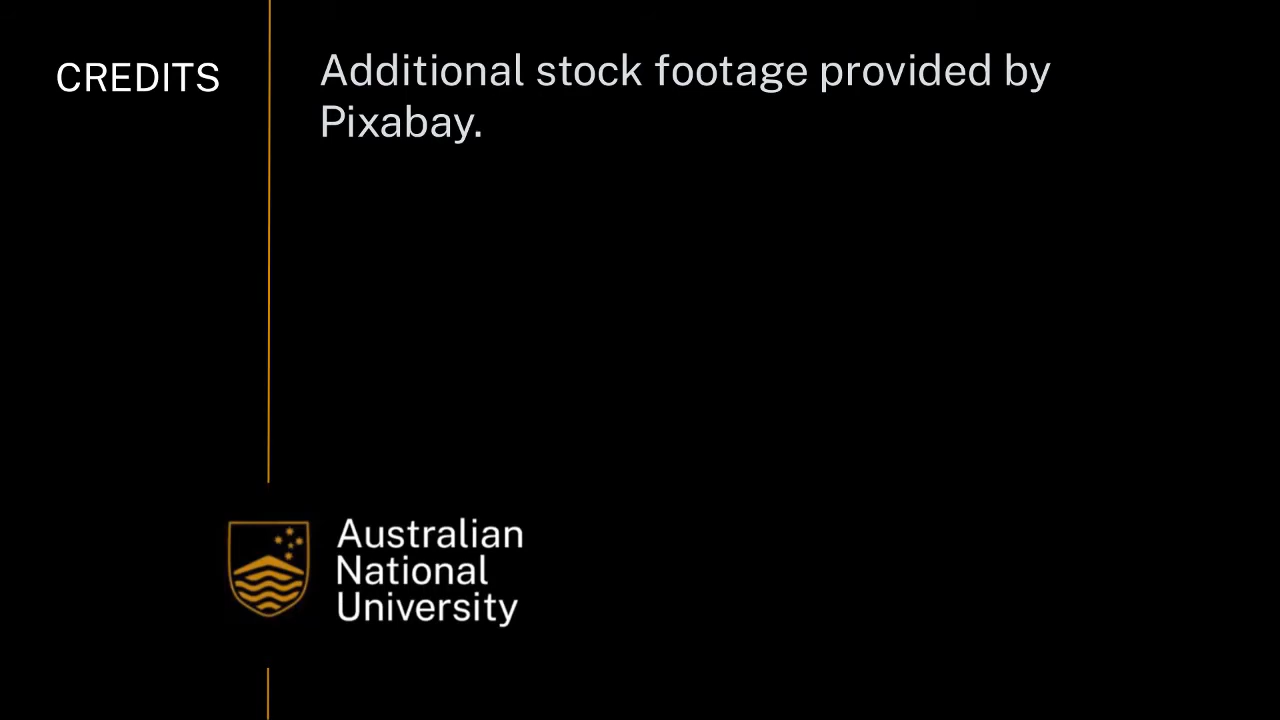 CREDITS
Additional stock footage provided by
Pixabay.
Australian
National
University